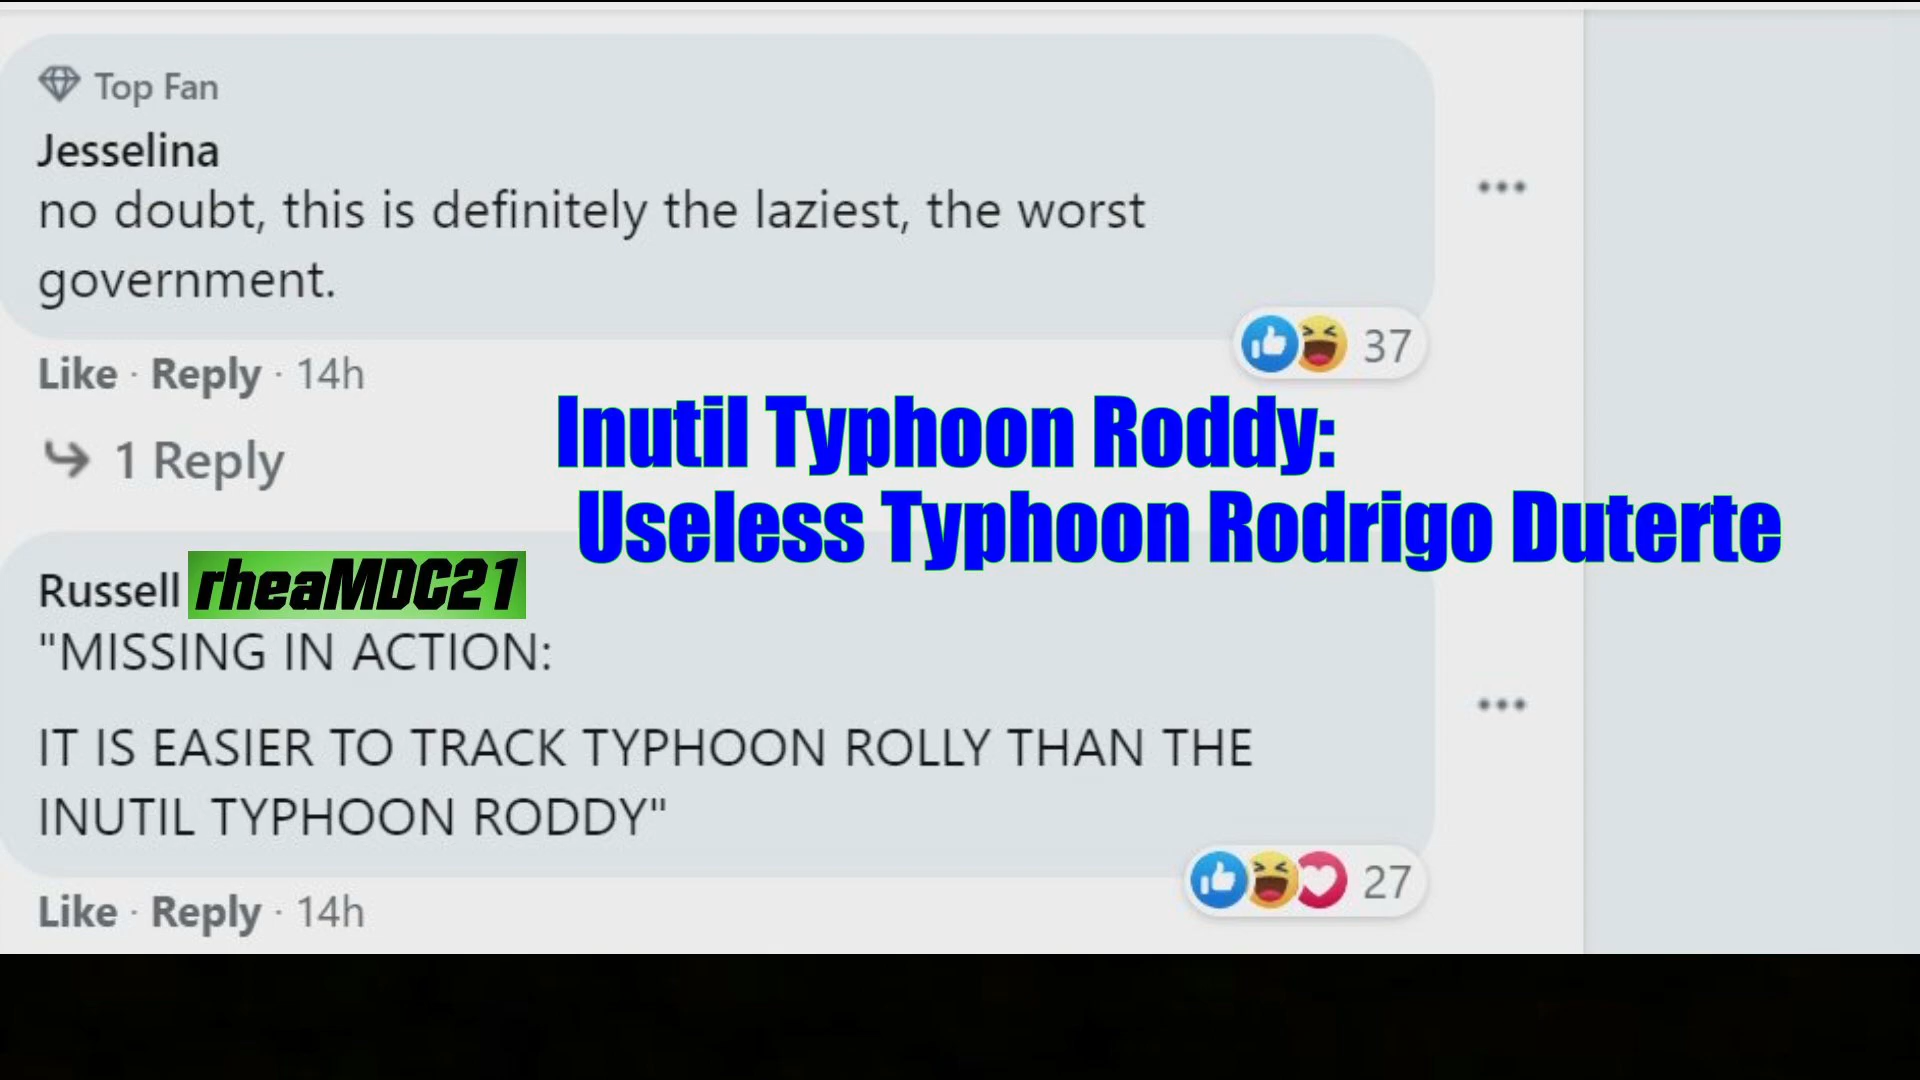 Top Fan
Jesselina
no doubt, this is definitely the laziest, the worst
government.
37
Like · Reply · 14h
1 Reply
Inutil Typhoon Roddy:
Useless Typhoon Rodrigo Duterte
Russell rheaMDC21
"MISSING IN ACTION:
IT IS EASIER TO TRACK TYPHOON ROLLY THAN THE
INUTIL TYPHOON RODDY"
27
Like · Reply · 14h